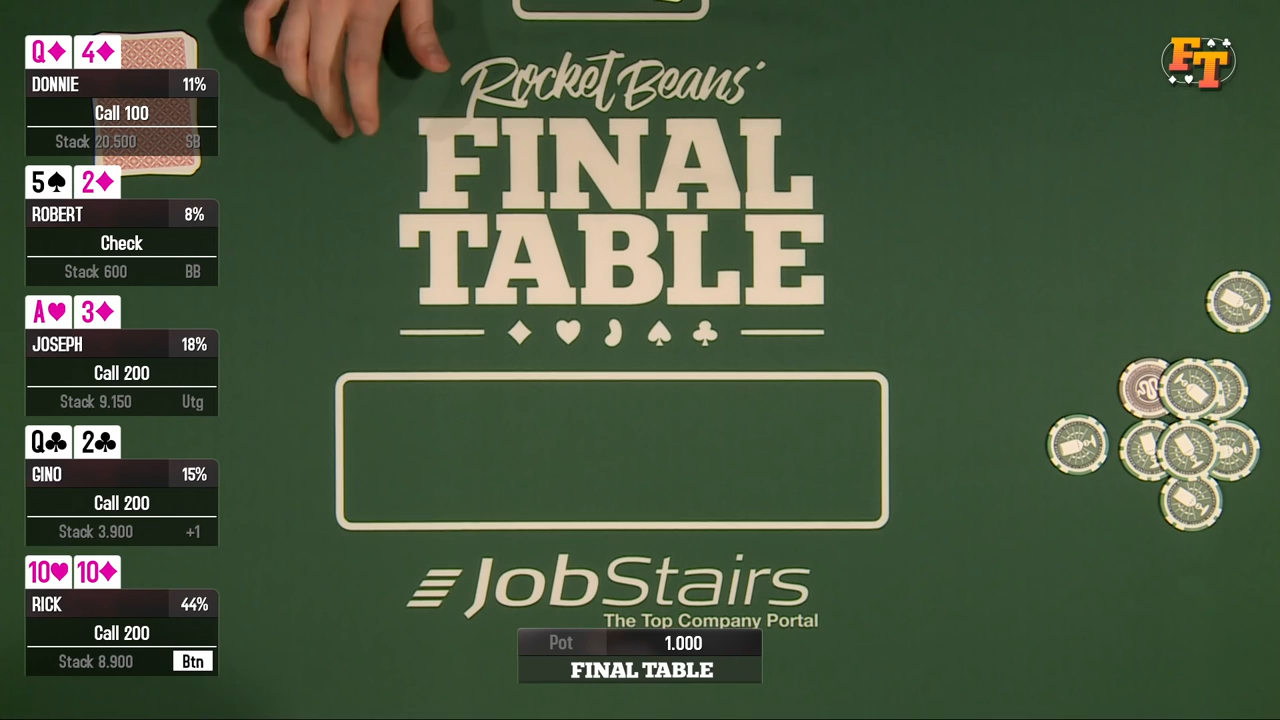 Q♦ 4♦
DONNIE 11%
Call 100
Stack 20,500 SB
5♠ 2♦
ROBERT 8%
Check
Stack 600 BB
A♥ 3♦
JOSEPH 18%
Call 200
Stack 9.150 Utg
Q♣ 2♣
GINO 15%
Call 200
Stack 3.900 +1
10♥ 10♦
RICK 44%
Call 200
Stack 8.900 Btn
Rocket Beans'
FINAL
TABLE
JobStairs
The Top Company Portal
Pot 1.000
FINAL TABLE
FT